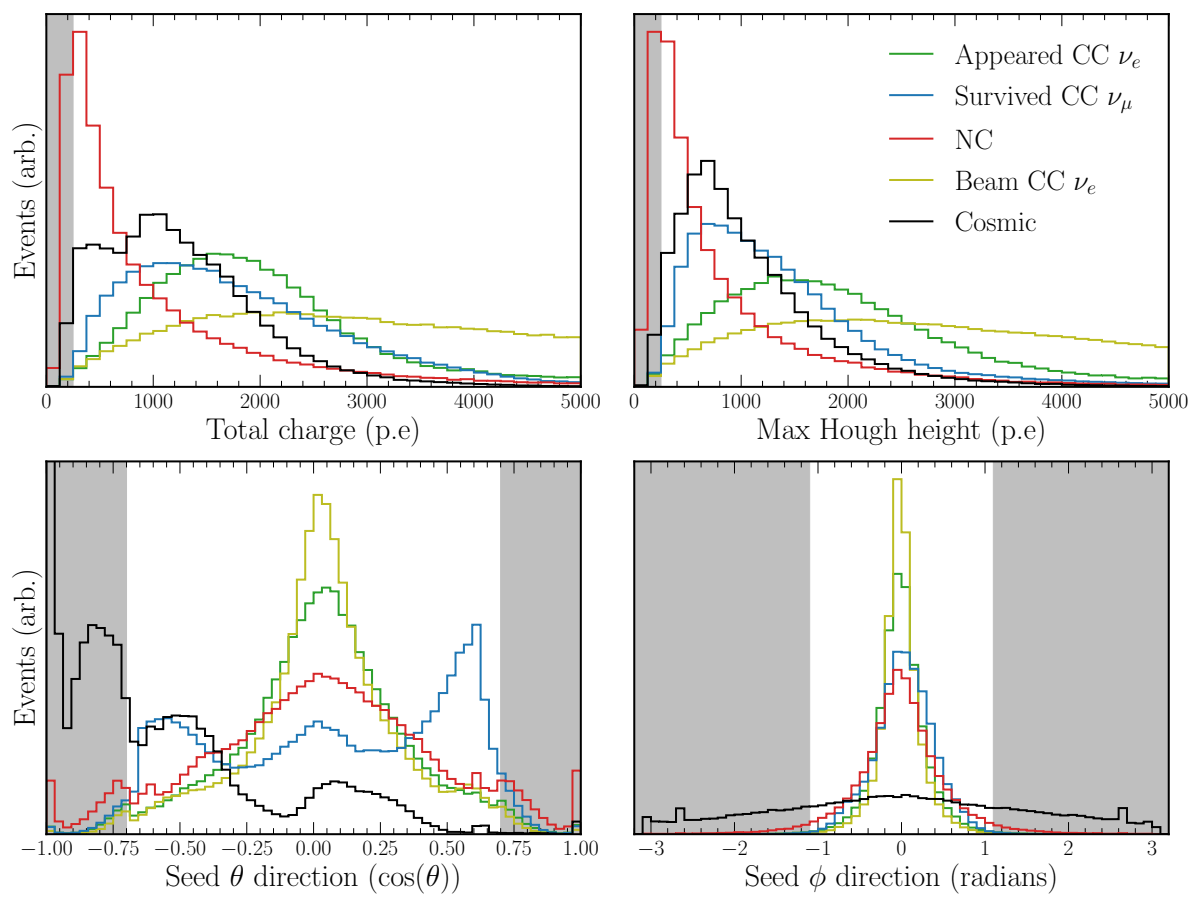 Events (arb.)
0 1000 2000 3000 4000 5000
Total charge (p.e)
Appeared CC νe
Survived CC νμ
NC
Beam CC νe
Cosmic
0 1000 2000 3000 4000 5000
Max Hough height (p.e)
Events (arb.)
−1.00 −0.75 −0.50 −0.25 0.00 0.25 0.50 0.75 1.00
Seed θ direction (cos(θ))
−3 −2 −1 0 1 2 3
Seed ϕ direction (radians)